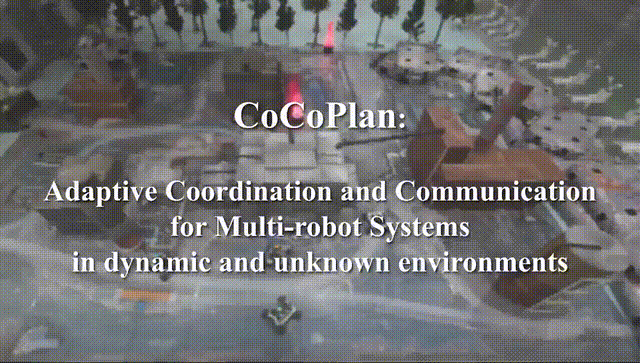 CoCoPlan:
Adaptive Coordination and Communication
for Multi-robot Systems
in dynamic and unknown environments